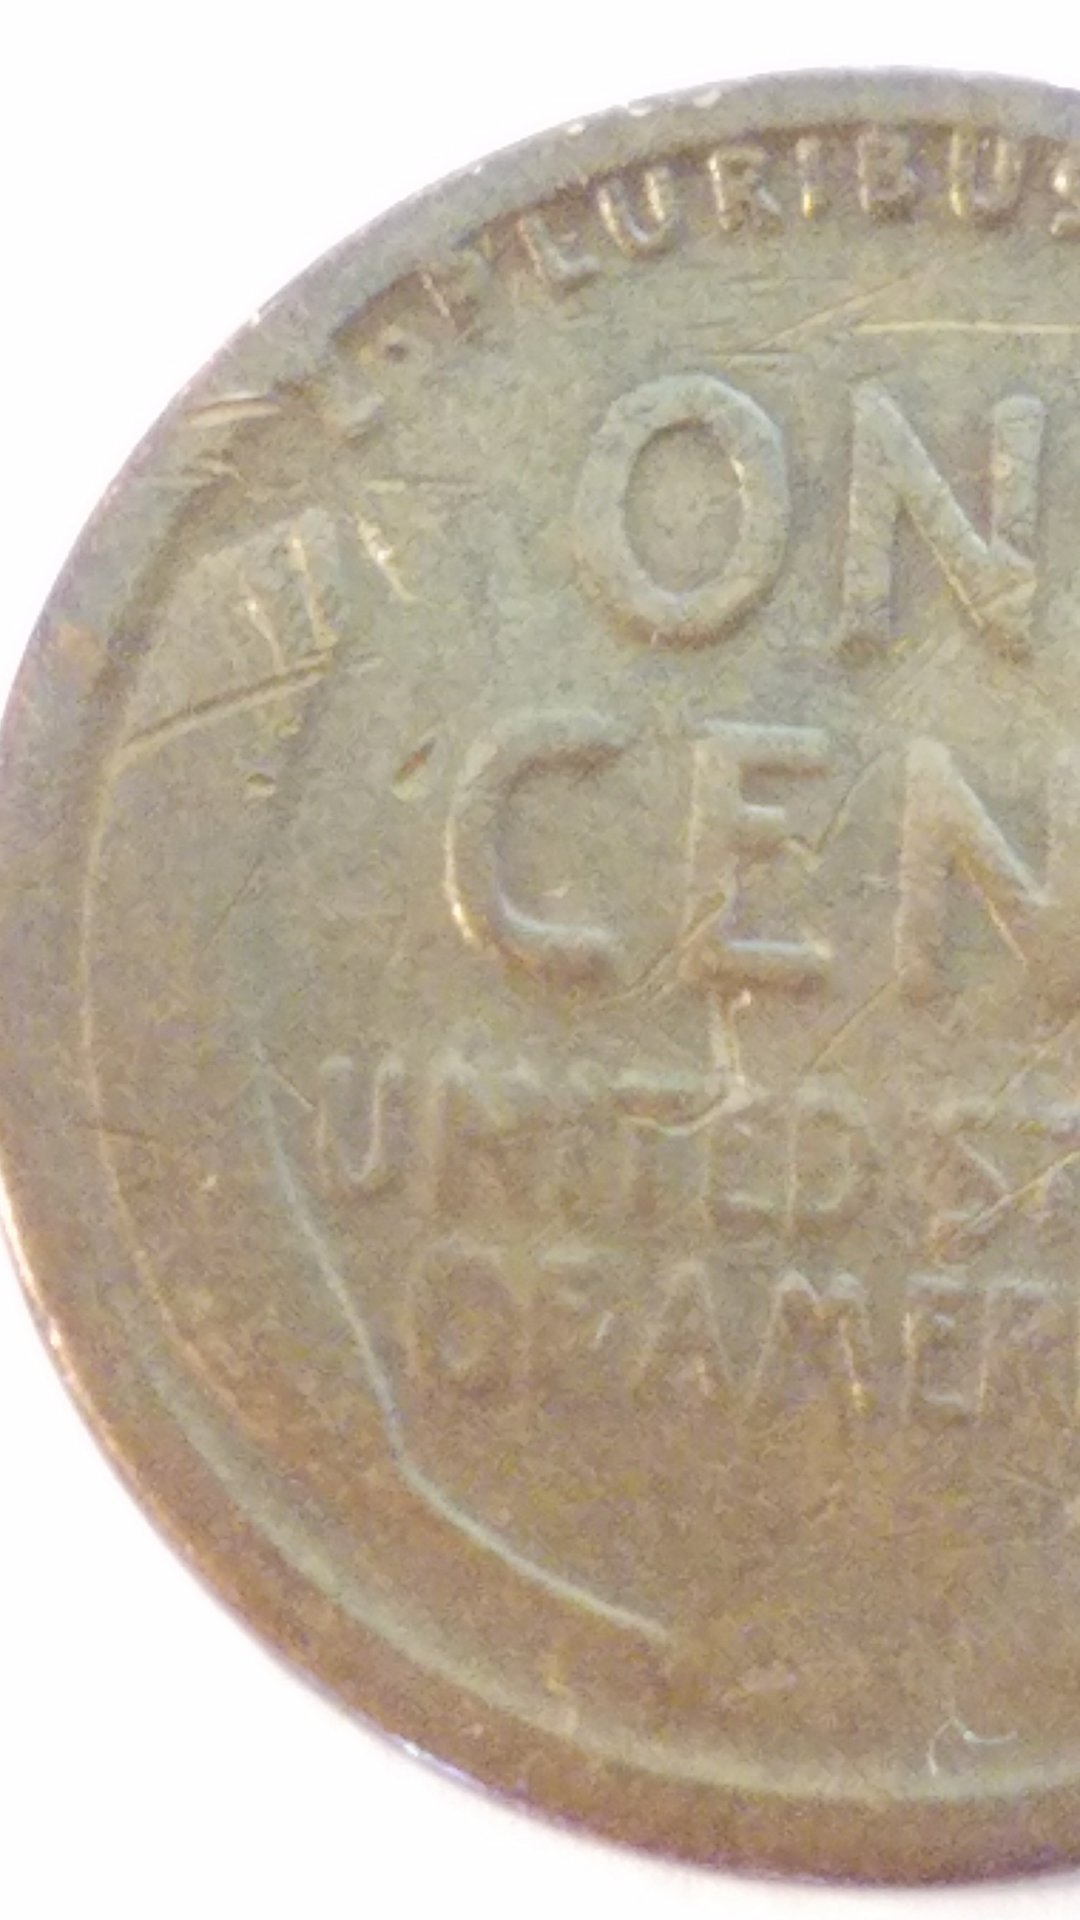 PLURIBUS
ON
CEN
UNITED S
OF AMER